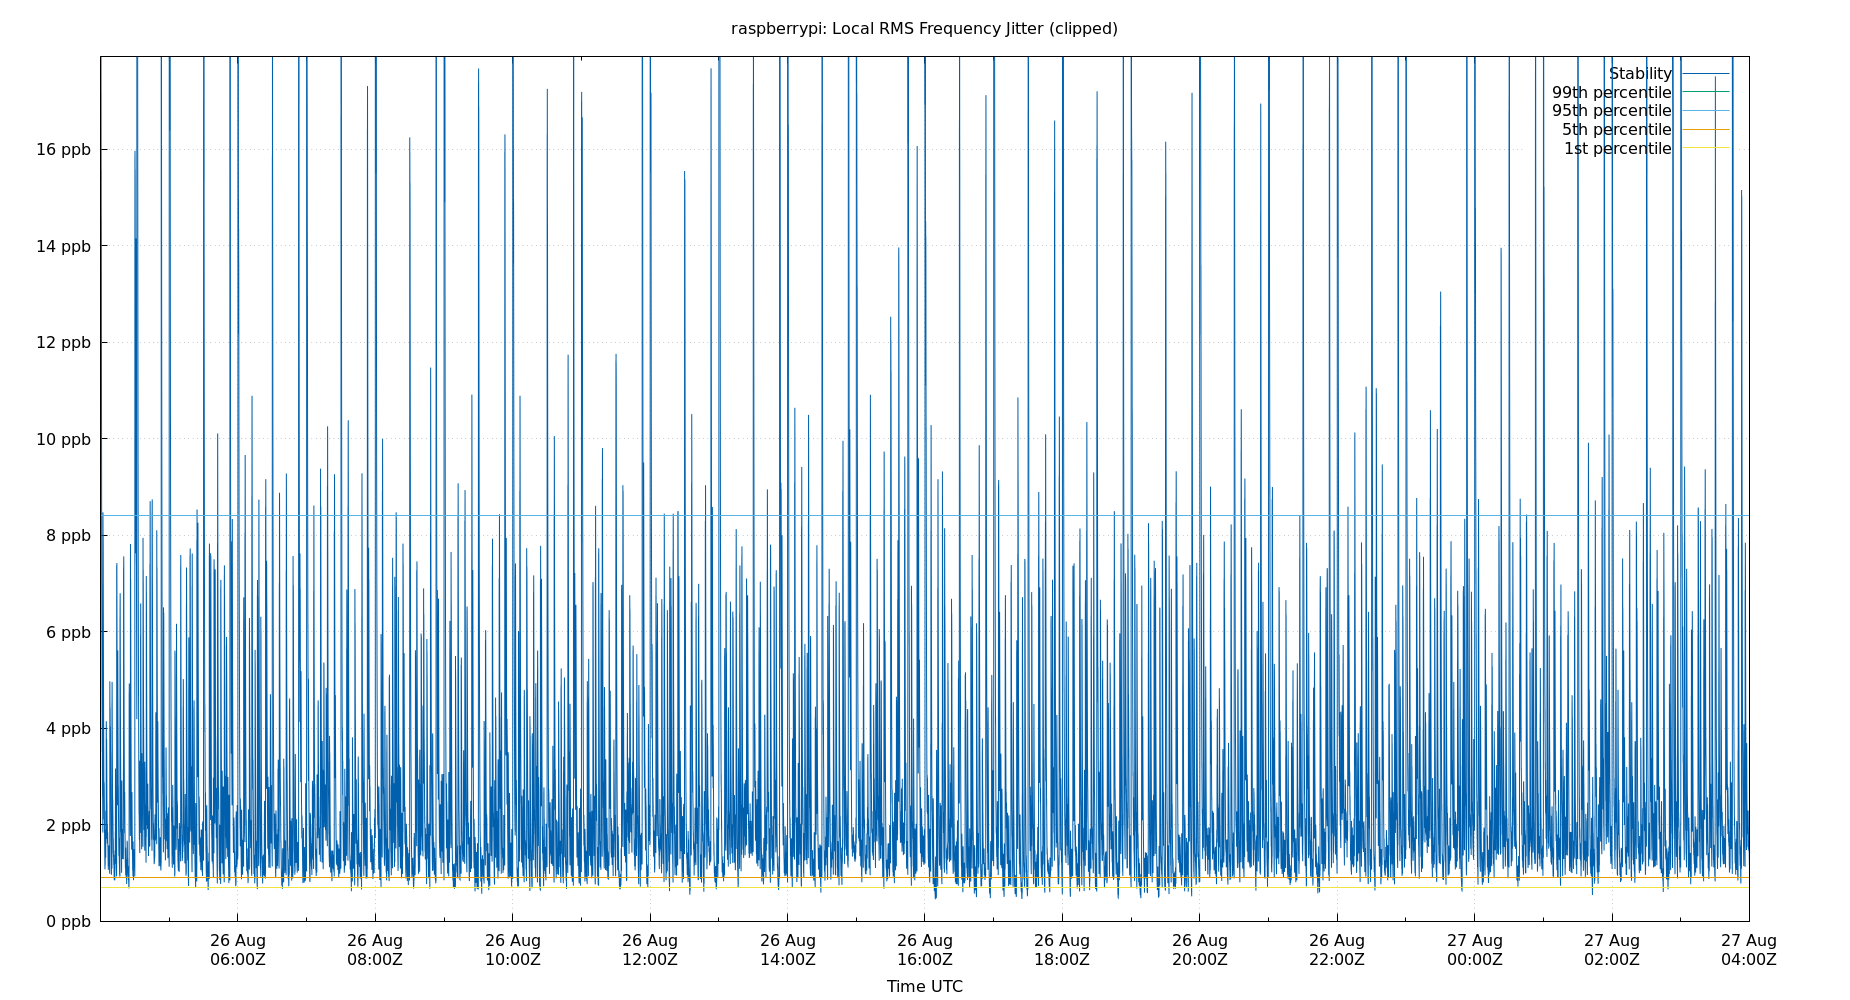 raspberrypi: Local RMS Frequency Jitter (clipped)
Stability
99th percentile
95th percentile
5th percentile
1st percentile
16 ppb
14 ppb
12 ppb
10 ppb
8 ppb
6 ppb
4 ppb
2 ppb
0 ppb
26 Aug 26 Aug 26 Aug 26 Aug 26 Aug 26 Aug 26 Aug 26 Aug 26 Aug 27 Aug 27 Aug 27 Aug
06:00Z 08:00Z 10:00Z 12:00Z 14:00Z 16:00Z 18:00Z 20:00Z 22:00Z 00:00Z 02:00Z 04:00Z
Time UTC